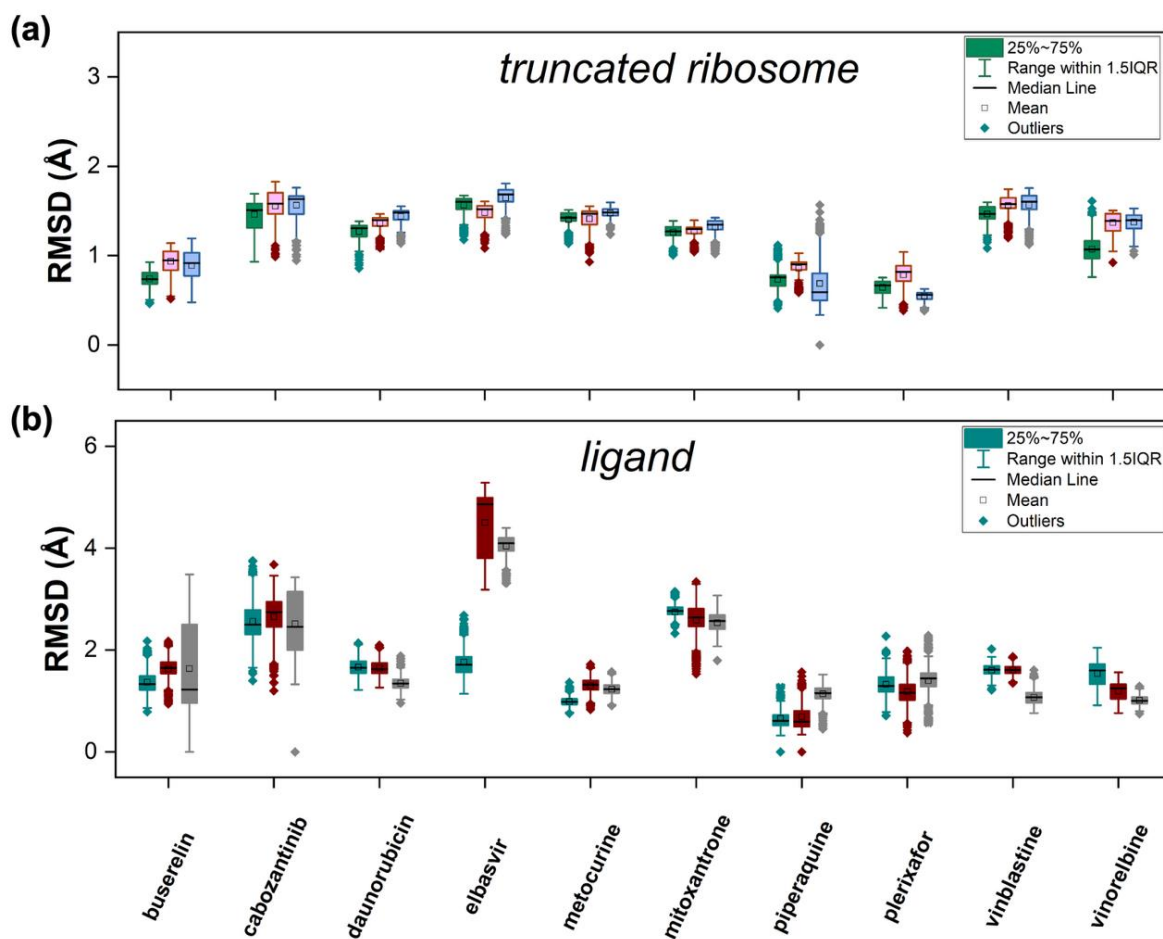 (a)
truncated ribosome
25%~75%
Range within 1.5IQR
Median Line
Mean
Outliers
RMSD (Å)
3
2
1
0
(b)
ligand
25%~75%
Range within 1.5IQR
Median Line
Mean
Outliers
RMSD (Å)
6
4
2
0
buserelin
cabozantinib
daunorubicin
elbasvir
metocurine
mitoxantrone
piperaquine
plerixafor
vinblastine
vinorelbine